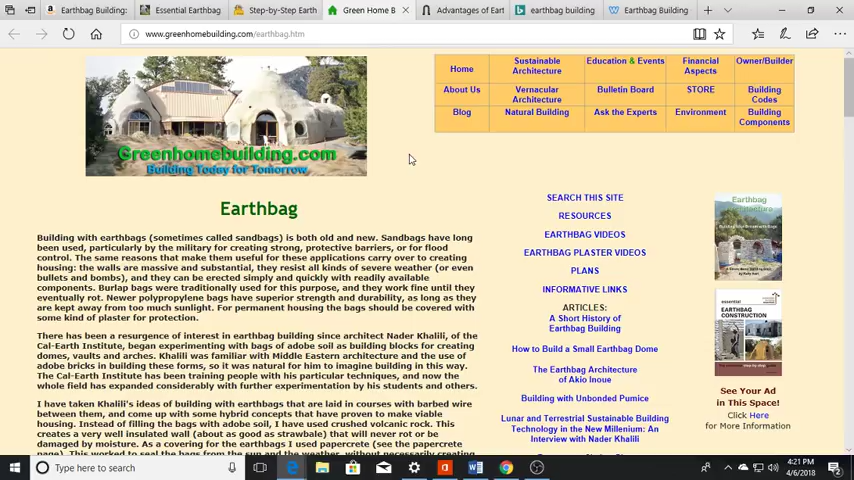 Earthbag Building:
Essential Earthbag
Step-by-Step Earth
Green Home B
Advantages of Eart
earthbag building
Earthbag Building
www.greenhomebuilding.com/earthbag.htm
Greenhomebuilding.com
Building Today for Tomorrow
Home
Sustainable
Architecture
Education & Events
Financial
Aspects
Owner/Builder
About Us
Vernacular
Architecture
Bulletin Board
STORE
Building
Codes
Blog
Natural Building
Ask the Experts
Environment
Building
Components
Earthbag
Building with earthbags (sometimes called sandbags) is both old and new. Sandbags have long
been used, particularly by the military for creating strong, protective barriers, or for flood
control. The same reasons that make them useful for these applications carry over to creating
housing: the walls are massive and substantial, they resist all kinds of severe weather (or even
bullets and bombs), and they can be erected simply and quickly with readily available
components. Burlap bags were traditionally used for this purpose, and they work fine until they
eventually rot. Newer polypropylene bags have superior strength and durability, as long as they
are kept away from too much sunlight. For permanent housing the bags should be covered with
some kind of plaster for protection.
There has been a resurgence of interest in earthbag building since architect Nader Khalili, of the
Cal-Earth Institute, began experimenting with bags of adobe soil as building blocks for creating
domes, vaults and arches. Khalili was familiar with Middle Eastern architecture and the use of
adobe bricks in building these forms, so it was natural for him to imagine building in this way.
The Cal-Earth Institute has been training people with his particular techniques, and now the
whole field has expanded considerably with further experimentation by his students and others.
I have taken Khalili's ideas of building with earthbags that are laid in courses with barbed wire
between them, and come up with some hybrid concepts that have proven to make viable
housing. Instead of filling the bags with adobe soil, I have used crushed volcanic rock. This
creates a very well insulated wall (about as good as strawbale) that will never rot or be
damaged by moisture. As a covering for the earthbags I used papercrete (see the papercrete
page). This worked to seal the bags from the sun and the weather, without necessarily creating
SEARCH THIS SITE
RESOURCES
EARTHBAG VIDEOS
EARTHBAG PLASTER VIDEOS
PLANS
INFORMATIVE LINKS
ARTICLES:
A Short History of
Earthbag Building
How to Build a Small Earthbag Dome
The Earthbag Architecture
of Akio Inoue
Building with Unbonded Pumice
Lunar and Terrestrial Sustainable Building
Technology in the New Millenium: An
Interview with Nader Khalili
Earthbag
essential
EARTHBAG
CONSTRUCTION
See Your Ad
in This Space!
Click Here
for More Information
Type here to search
4:21 PM
4/6/2018
2